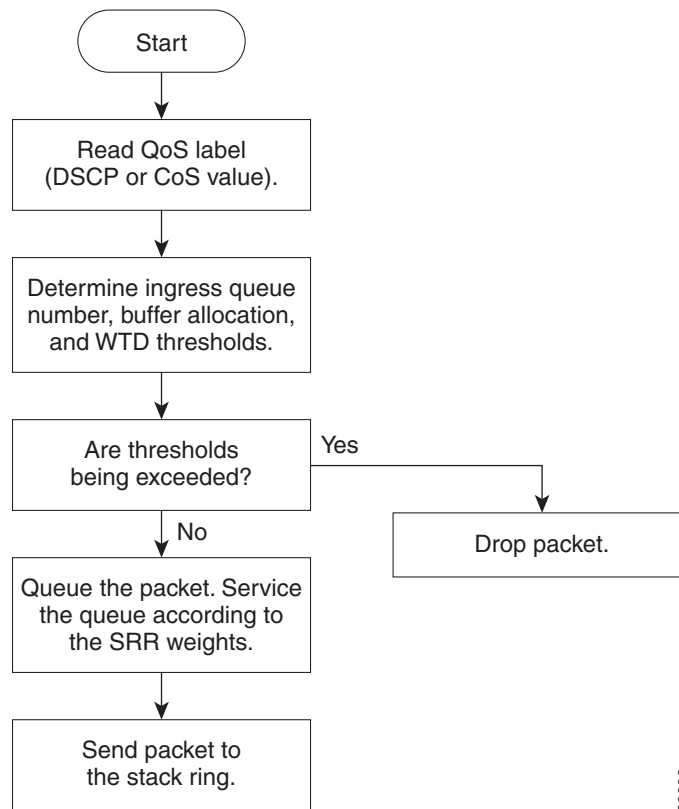 Start
Read QoS label
(DSCP or CoS value).
Determine ingress queue
number, buffer allocation,
and WTD thresholds.
Are thresholds
being exceeded?
Yes
No
Drop packet.
Queue the packet. Service
the queue according to
the SRR weights.
Send packet to
the stack ring.